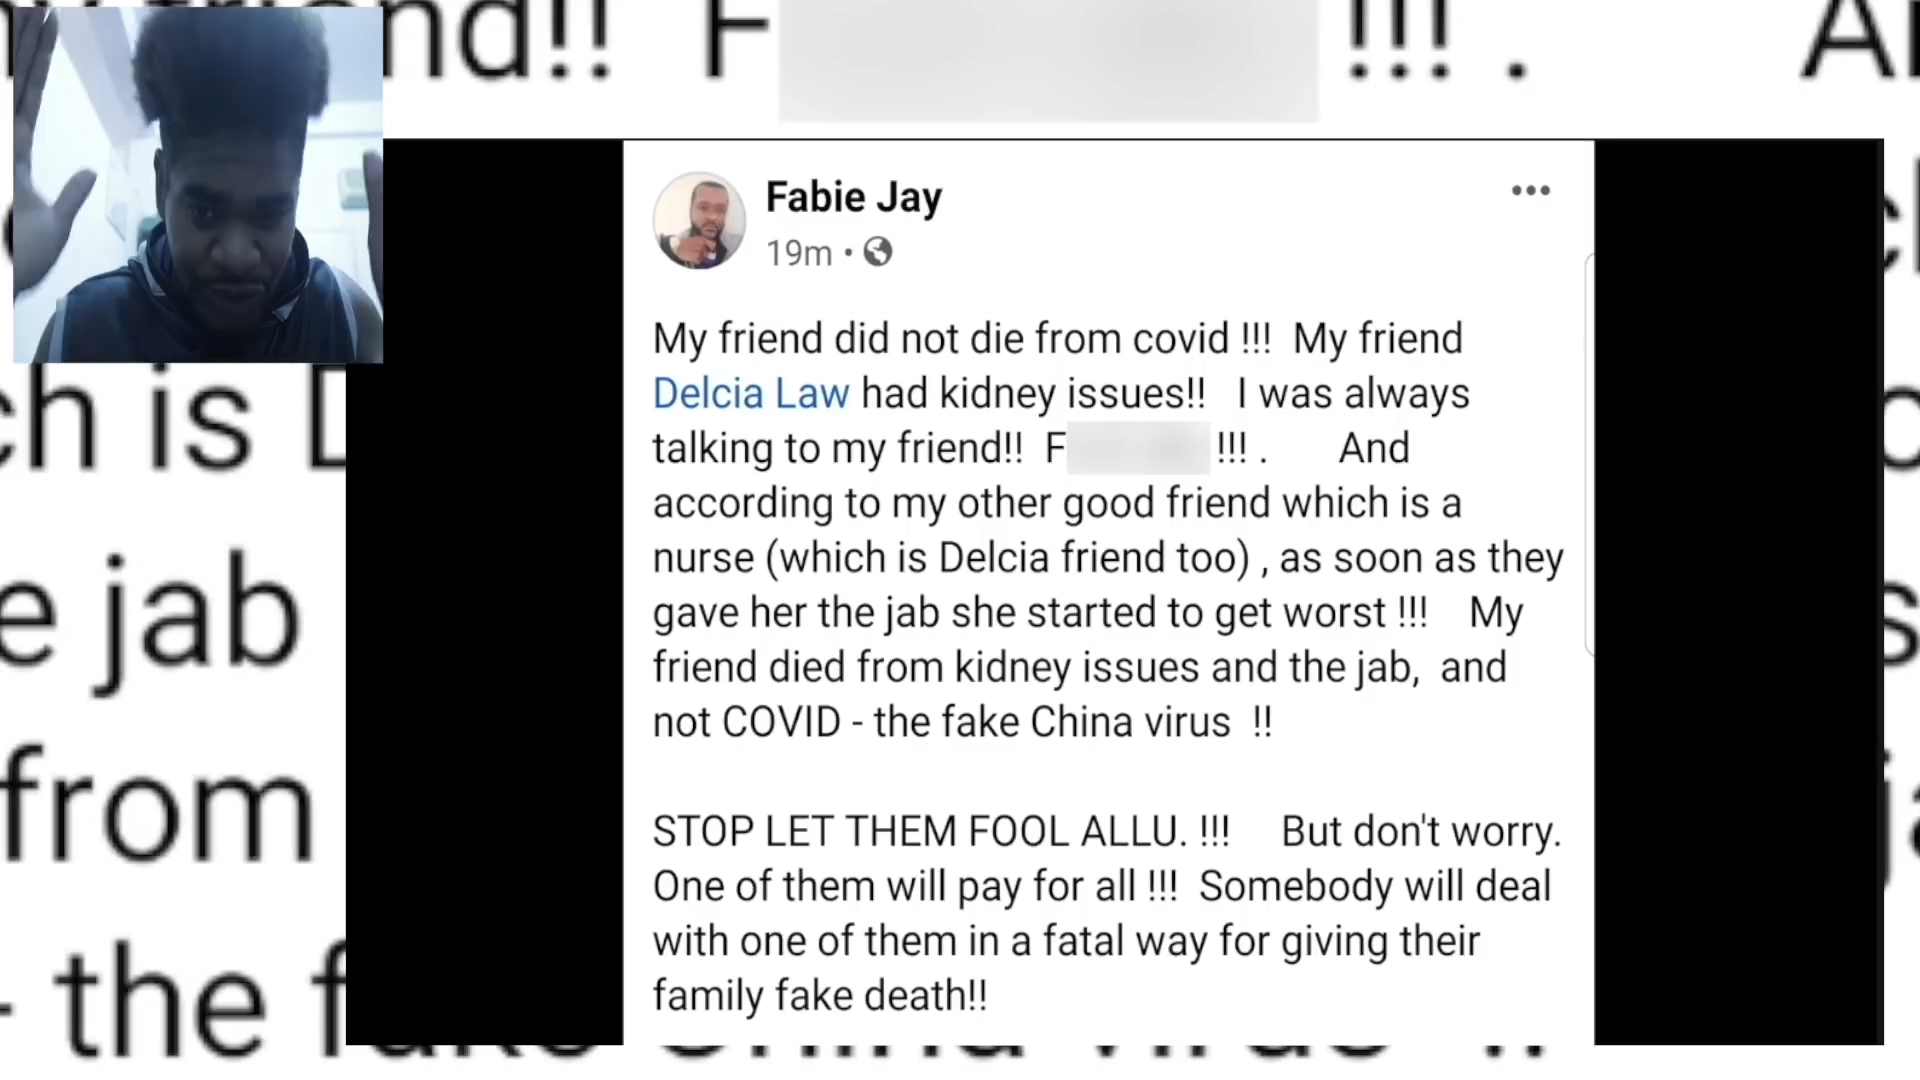 my friend!! F !!! .
Fabie Jay
19m
My friend did not die from covid !!! My friend
Delcia Law had kidney issues!! I was always
talking to my friend!! F !!! . And
according to my other good friend which is a
nurse (which is Delcia friend too) , as soon as they
gave her the jab she started to get worst !!! My
friend died from kidney issues and the jab, and
not COVID - the fake China virus !!
STOP LET THEM FOOL ALLU. !!! But don't worry.
One of them will pay for all !!! Somebody will deal
with one of them in a fatal way for giving their
family fake death!!
is
jab
from
- the